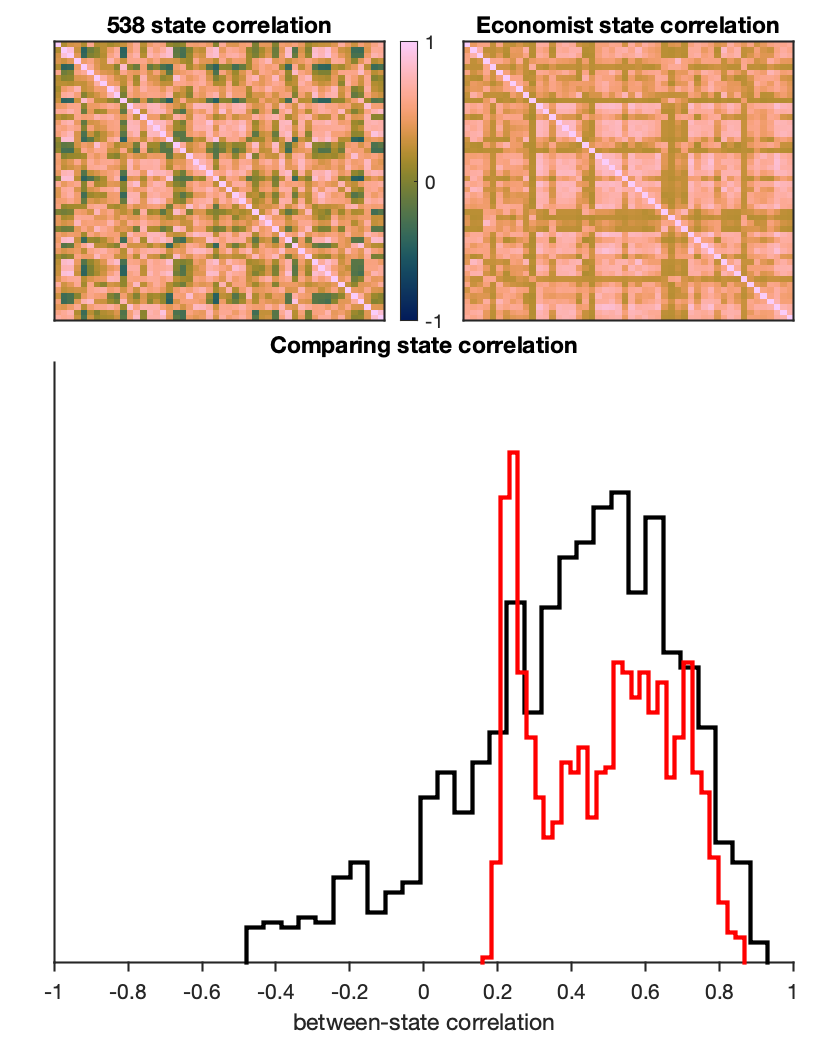 538 state correlation
Economist state correlation
1
0
-1
Comparing state correlation
-1 -0.8 -0.6 -0.4 -0.2 0 0.2 0.4 0.6 0.8 1
between-state correlation